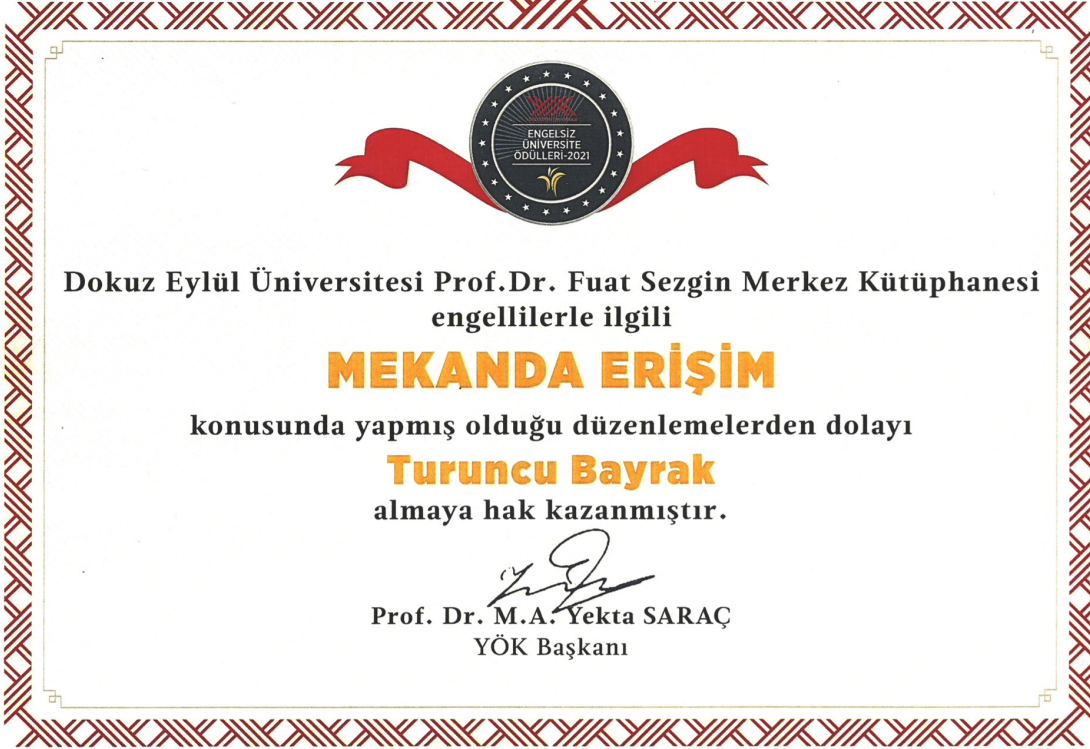 ENGELSİZ
ÜNİVERSİTE
ÖDÜLLERİ-2021
Dokuz Eylül Üniversitesi Prof.Dr. Fuat Sezgin Merkez Kütüphanesi
engellilerle ilgili
MEKANDA ERİŞİM
konusunda yapmış olduğu düzenlemelerden dolayı
Turuncu Bayrak
almaya hak kazanmıştır.
Prof. Dr. M.A. Yekta SARAÇ
YÖK Başkanı